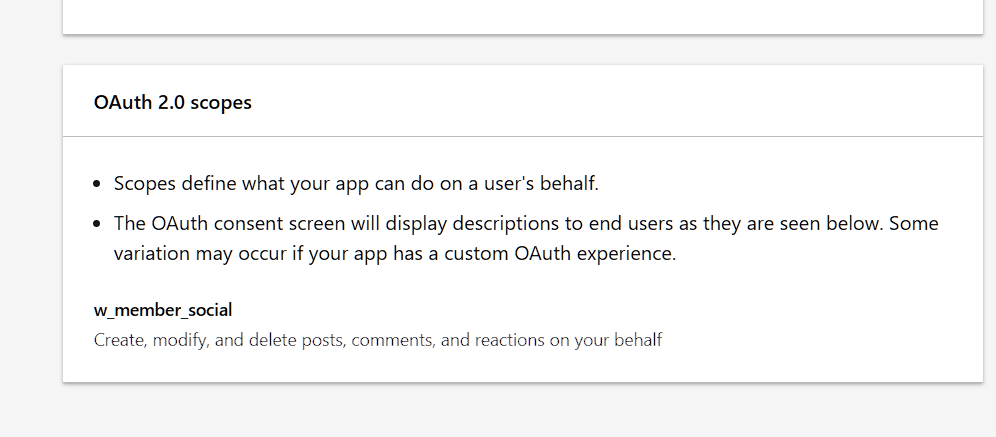 OAuth 2.0 scopes
Scopes define what your app can do on a user's behalf.
The OAuth consent screen will display descriptions to end users as they are seen below. Some
variation may occur if your app has a custom OAuth experience.
w_member_social
Create, modify, and delete posts, comments, and reactions on your behalf